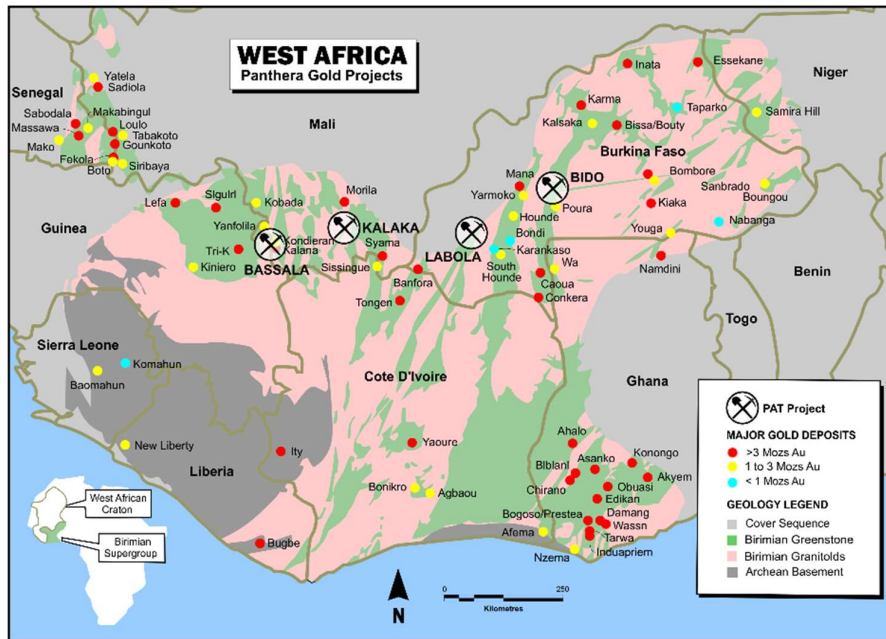 WEST AFRICA
Panthera Gold Projects
Senegal
Mali
Niger
Burkina Faso
Guinea
Sierra Leone
Liberia
Cote D'Ivoire
Ghana
Togo
Benin
Yatela
Sadiola
Sabodala
Makabingul
Massawa
Loulo
Tabakoto
Mako
Gounkoto
Fekola
Boto
Siribaya
Lefa
SIguIrI
Kobada
Yanfolila
Tri-K
Kiniero
Kondieran
Kalana
BASSALA
Morila
KALAKA
Syama
Sissingue
Banfora
Tongen
LABOLA
Inata
Essekane
Karma
Taparko
Kalsaka
Bissa/Bouty
Samira Hill
Mana
BIDO
Yarmoko
Poura
Hounde
Bondi
Karankaso
South
Hounde
Wa
Caoua
Conkera
Bombore
Kiaka
Sanbrado
Boungou
Nabanga
Youga
Namdini
Komahun
Baomahun
New Liberty
Ity
Bugbe
Yaoure
Bonikro
Agbaou
Ahalo
Asanko
Konongo
BIbIanI
Akyem
Chirano
Obuasi
Edikan
Bogoso/Prestea
Damang
Wassn
Afema
Tarwa
Nzema
Induapriem
West African
Craton
Birimian
Supergroup
N
0
250
Kilometres
PAT Project
MAJOR GOLD DEPOSITS
>3 Mozs Au
1 to 3 Mozs Au
< 1 Mozs Au
GEOLOGY LEGEND
Cover Sequence
Birimian Greenstone
Birimian Granitolds
Archean Basement